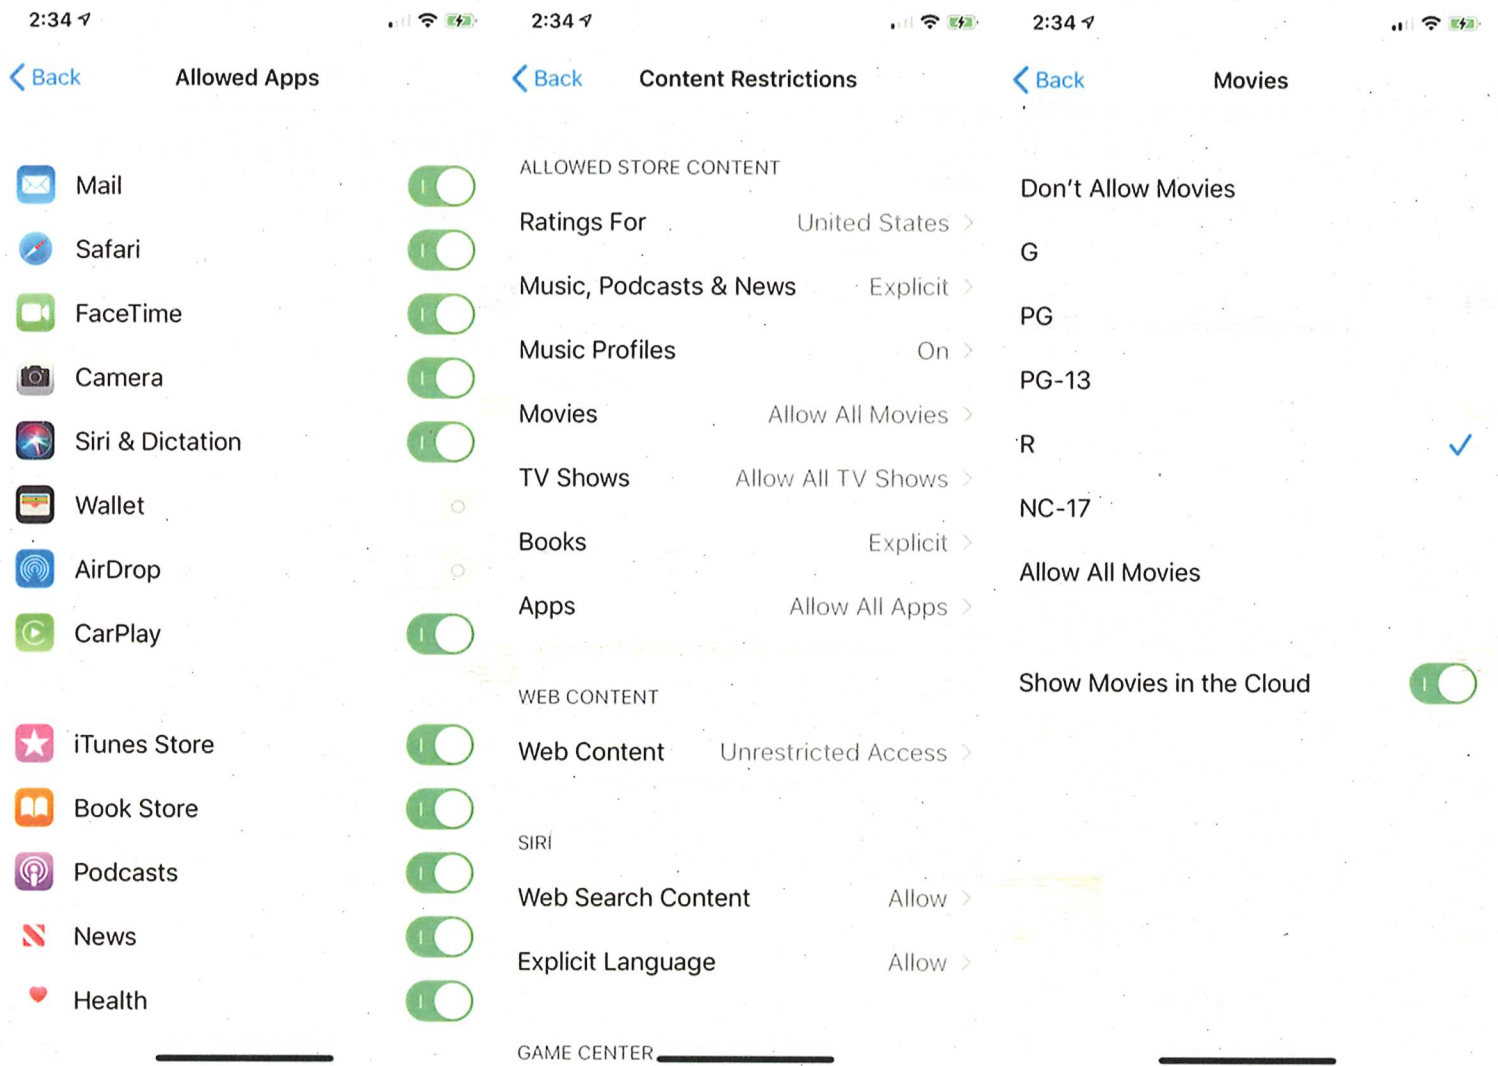 2:34
Back
Allowed Apps
Mail
Safari
FaceTime
Camera
Siri & Dictation
Wallet
AirDrop
CarPlay
iTunes Store
Book Store
Podcasts
News
Health
2:34
Back
Content Restrictions
ALLOWED STORE CONTENT
Ratings For United States
Music, Podcasts & News Explicit
Music Profiles On
Movies Allow All Movies
TV Shows Allow All TV Shows
Books Explicit
Apps Allow All Apps
WEB CONTENT
Web Content Unrestricted Access
SIRI
Web Search Content Allow
Explicit Language Allow
GAME CENTER
2:34
Back
Movies
Don't Allow Movies
G
PG
PG-13
R
NC-17
Allow All Movies
Show Movies in the Cloud